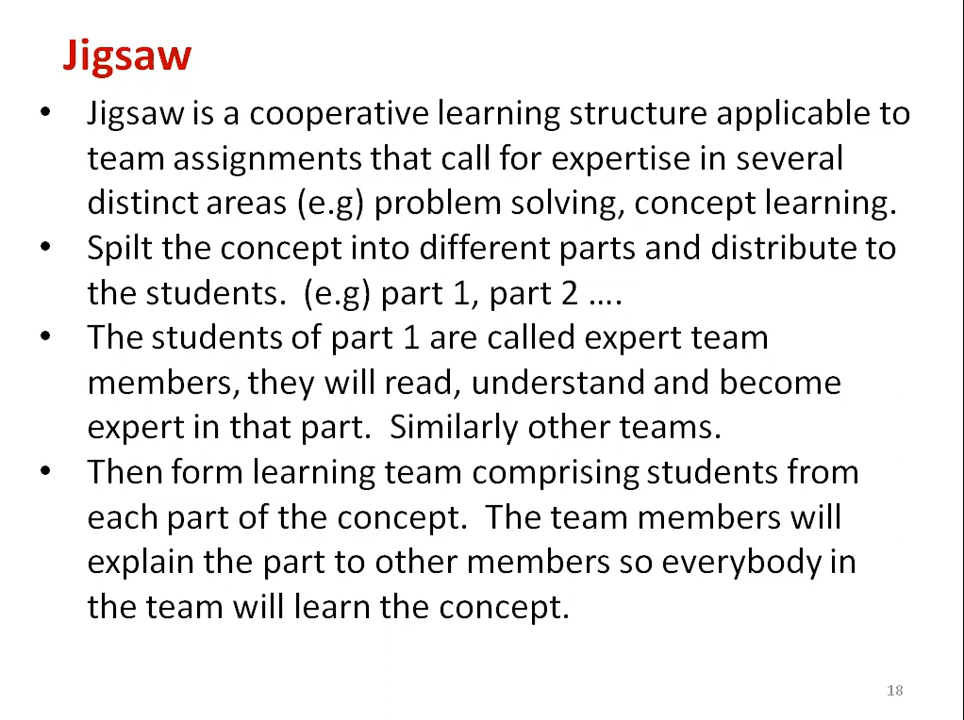 Jigsaw
• Jigsaw is a cooperative learning structure applicable to
team assignments that call for expertise in several
distinct areas (e.g) problem solving, concept learning.
• Spilt the concept into different parts and distribute to
the students.  (e.g) part 1, part 2 ….
• The students of part 1 are called expert team
members, they will read, understand and become
expert in that part.  Similarly other teams.
• Then form learning team comprising students from
each part of the concept.  The team members will
explain the part to other members so everybody in
the team will learn the concept.
18